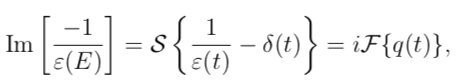 Im [ −1 / ε(E) ] = 𝒮 { 1 / ε(t) − δ(t) } = iℱ{q(t)},